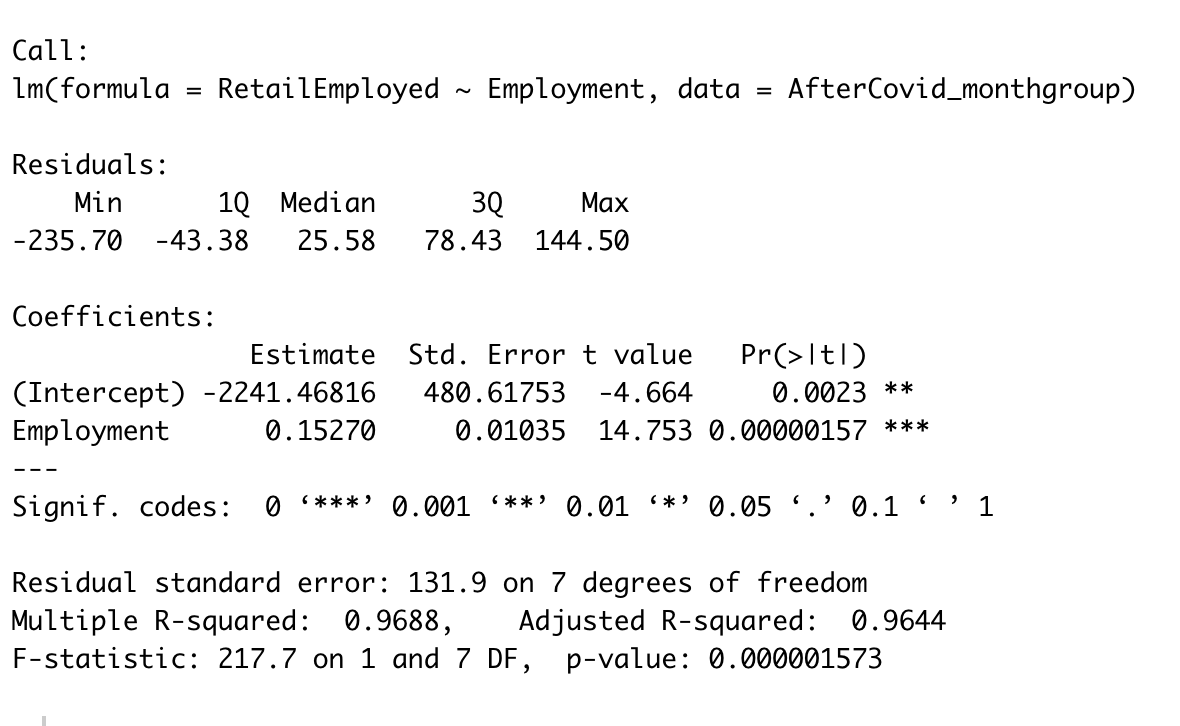 Call:
lm(formula = RetailEmployed ~ Employment, data = AfterCovid_monthgroup)
Residuals:
    Min      1Q  Median      3Q     Max
-235.70  -43.38   25.58   78.43  144.50
Coefficients:
               Estimate  Std. Error t value   Pr(>|t|)
(Intercept) -2241.46816   480.61753  -4.664     0.0023 **
Employment      0.15270     0.01035  14.753 0.00000157 ***
---
Signif. codes:  0 ‘***’ 0.001 ‘**’ 0.01 ‘*’ 0.05 ‘.’ 0.1 ‘ ’ 1
Residual standard error: 131.9 on 7 degrees of freedom
Multiple R-squared:  0.9688,    Adjusted R-squared:  0.9644
F-statistic: 217.7 on 1 and 7 DF,  p-value: 0.000001573